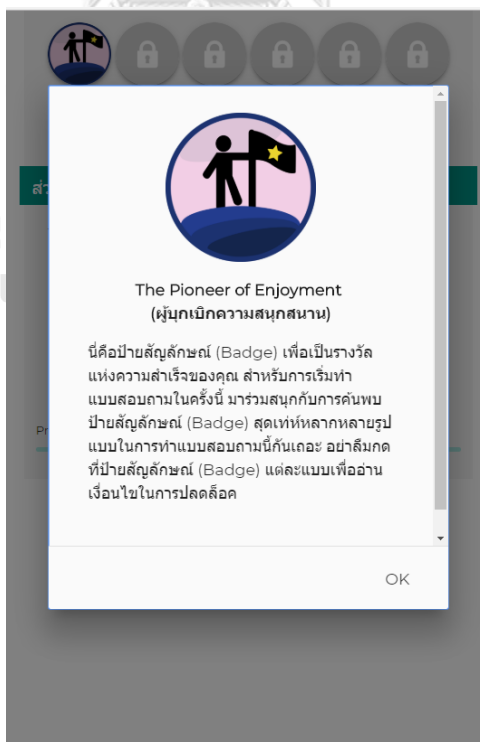 ส่ว
The Pioneer of Enjoyment
(ผู้บุกเบิกความสนุกสนาน)
นี่คือป้ายสัญลักษณ์ (Badge) เพื่อเป็นรางวัล
แห่งความสำเร็จของคุณ สำหรับการเริ่มทำ
แบบสอบถามในครั้งนี้ มาร่วมสนุกกับการค้นพบ
ป้ายสัญลักษณ์ (Badge) สุดเท่ห์หลากหลายรูป
แบบในการทำแบบสอบถามนี้กันเถอะ อย่าลืมกด
ที่ป้ายสัญลักษณ์ (Badge) แต่ละแบบเพื่ออ่าน
เงื่อนไขในการปลดล็อค
Pr
OK